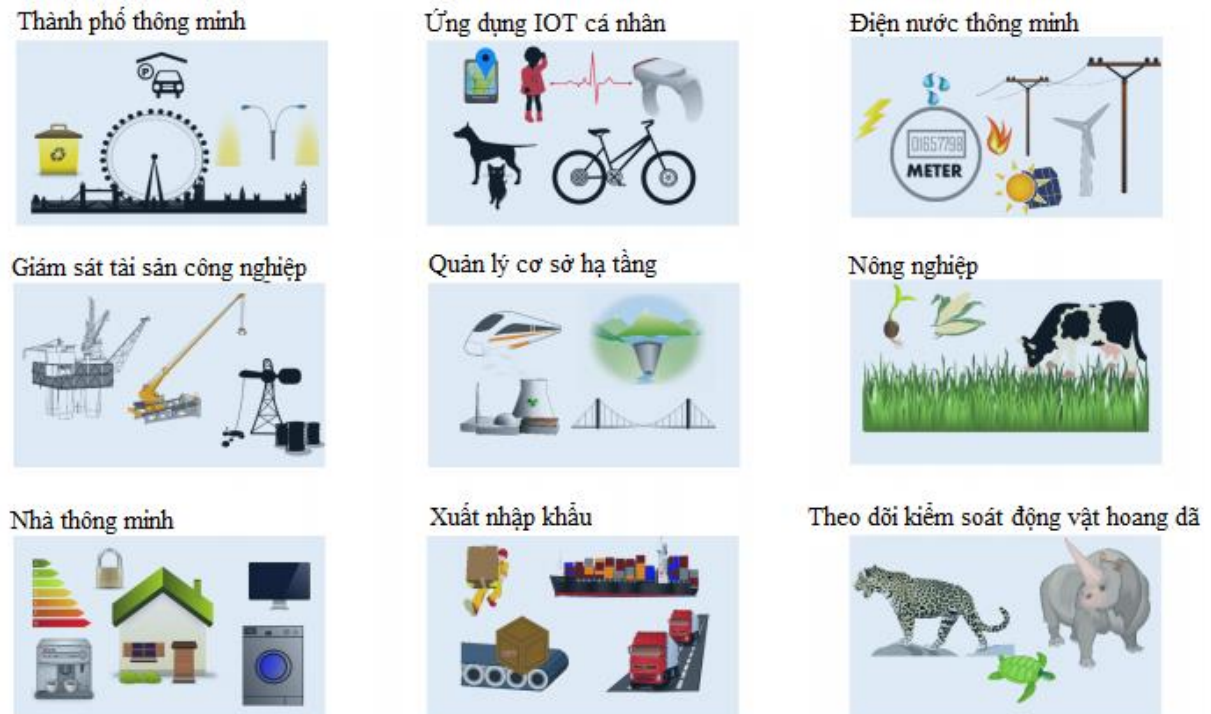 Thành phố thông minh
Ứng dụng IOT cá nhân
Điện nước thông minh
P
01657798
METER
Giám sát tài sản công nghiệp
Quản lý cơ sở hạ tầng
Nông nghiệp
Nhà thông minh
Xuất nhập khẩu
Theo dõi kiểm soát động vật hoang dã